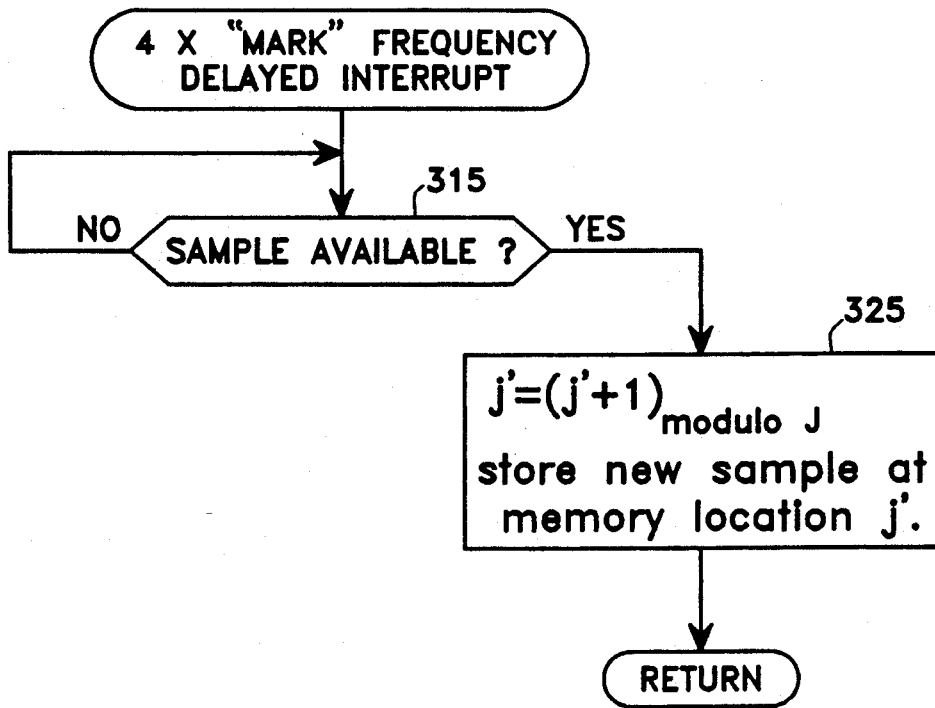 4 X “MARK” FREQUENCY
DELAYED INTERRUPT
315
NO
SAMPLE AVAILABLE ?
YES
325
j'=(j'+1)modulo J
store new sample at
memory location j'.
RETURN